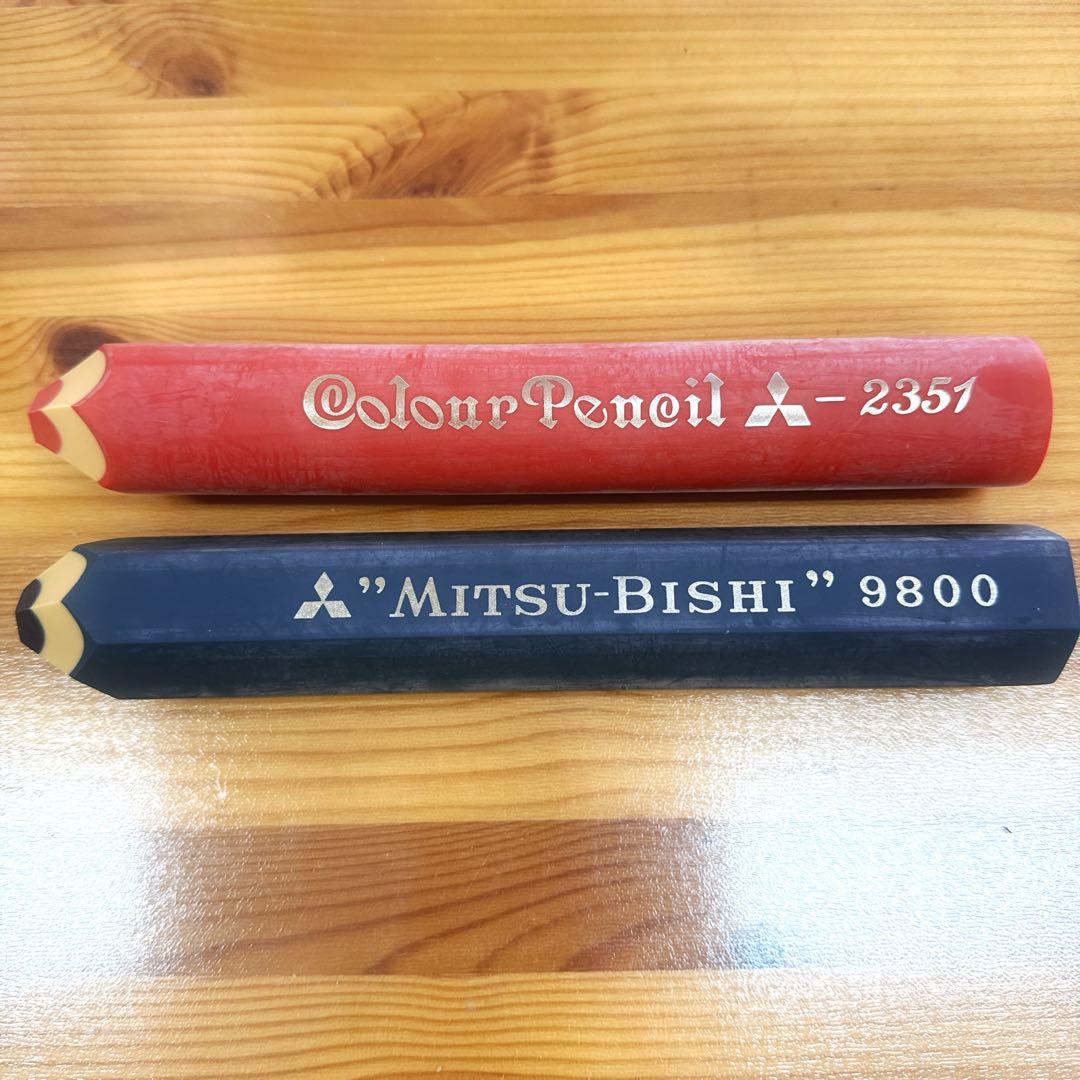 Colour Pencil - 2351
”MITSU-BISHI” 9800